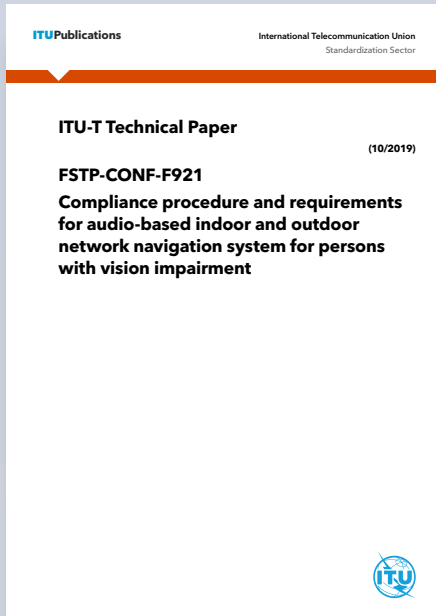 ITUPublications
International Telecommunication Union
Standardization Sector
ITU-T Technical Paper
(10/2019)
FSTP-CONF-F921
Compliance procedure and requirements
for audio-based indoor and outdoor
network navigation system for persons
with vision impairment
ITU